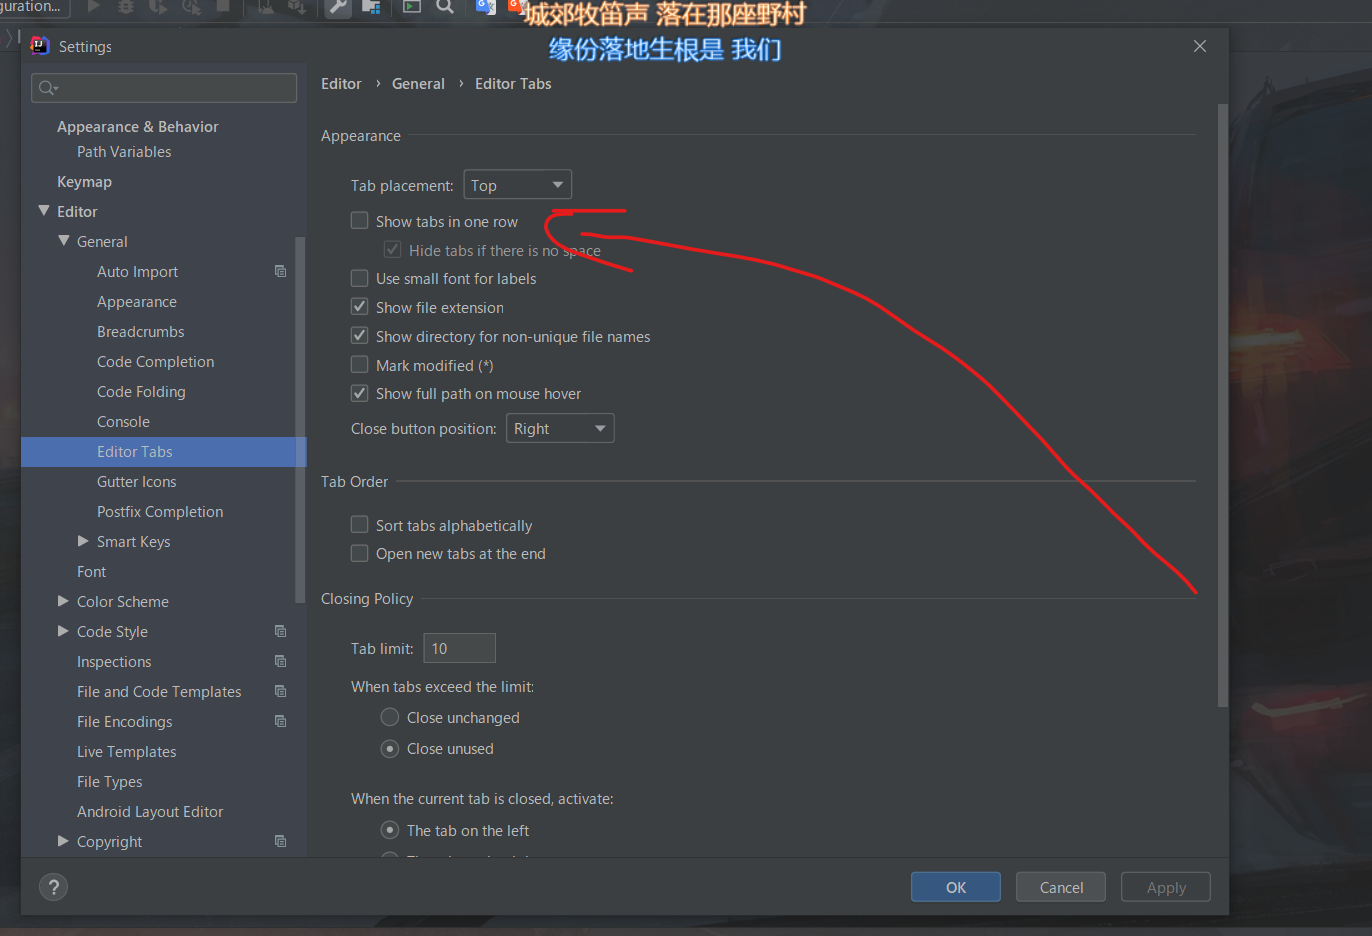 guration...
城郊牧笛声 落在那座野村
缘份落地生根是 我们
Settings
Editor › General › Editor Tabs
Appearance & Behavior
Path Variables
Keymap
Editor
General
Auto Import
Appearance
Breadcrumbs
Code Completion
Code Folding
Console
Editor Tabs
Gutter Icons
Postfix Completion
Smart Keys
Font
Color Scheme
Code Style
Inspections
File and Code Templates
File Encodings
Live Templates
File Types
Android Layout Editor
Copyright
Appearance
Tab placement: Top
Show tabs in one row
Hide tabs if there is no space
Use small font for labels
Show file extension
Show directory for non-unique file names
Mark modified (*)
Show full path on mouse hover
Close button position: Right
Tab Order
Sort tabs alphabetically
Open new tabs at the end
Closing Policy
Tab limit: 10
When tabs exceed the limit:
Close unchanged
Close unused
When the current tab is closed, activate:
The tab on the left
?
OK
Cancel
Apply